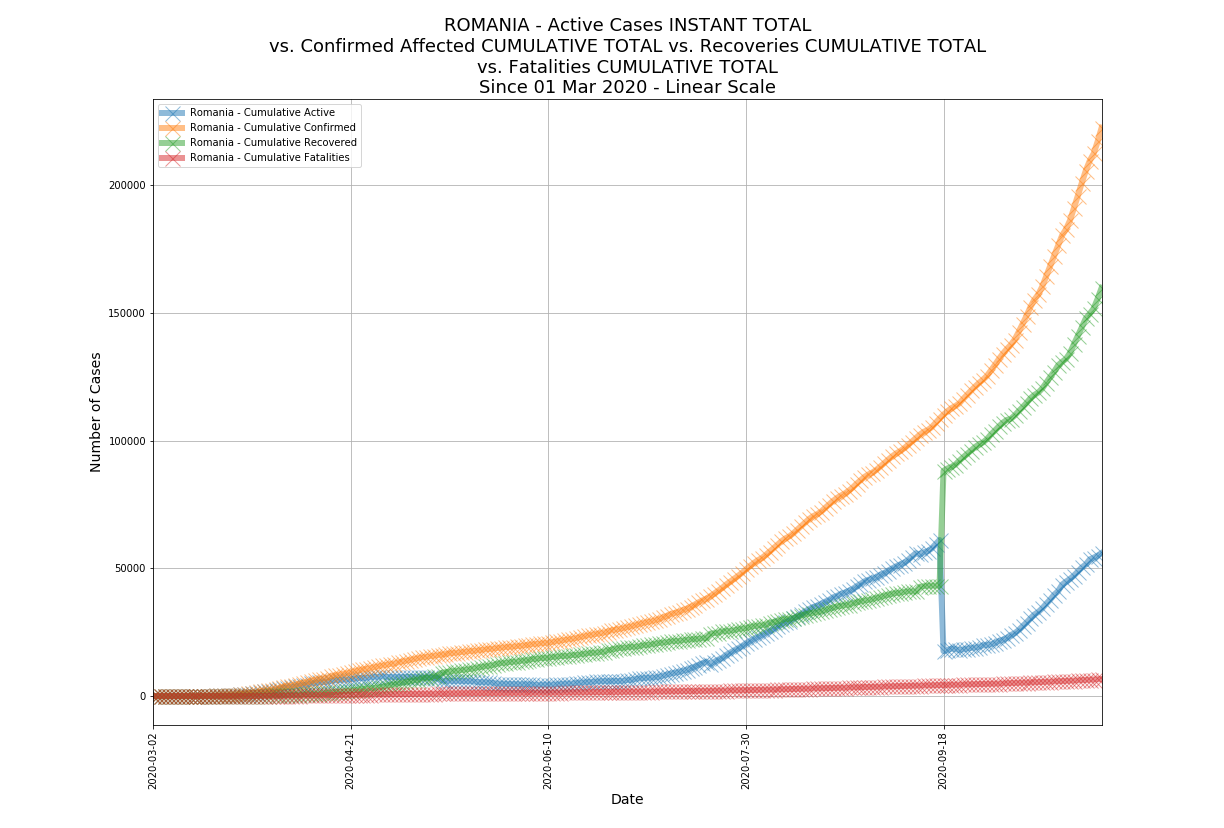 ROMANIA - Active Cases INSTANT TOTAL
vs. Confirmed Affected CUMULATIVE TOTAL vs. Recoveries CUMULATIVE TOTAL
vs. Fatalities CUMULATIVE TOTAL
Since 01 Mar 2020 - Linear Scale
Romania - Cumulative Active
Romania - Cumulative Confirmed
Romania - Cumulative Recovered
Romania - Cumulative Fatalities
Number of Cases
200000
150000
100000
50000
0
2020-03-02
2020-04-21
2020-06-10
2020-07-30
2020-09-18
Date